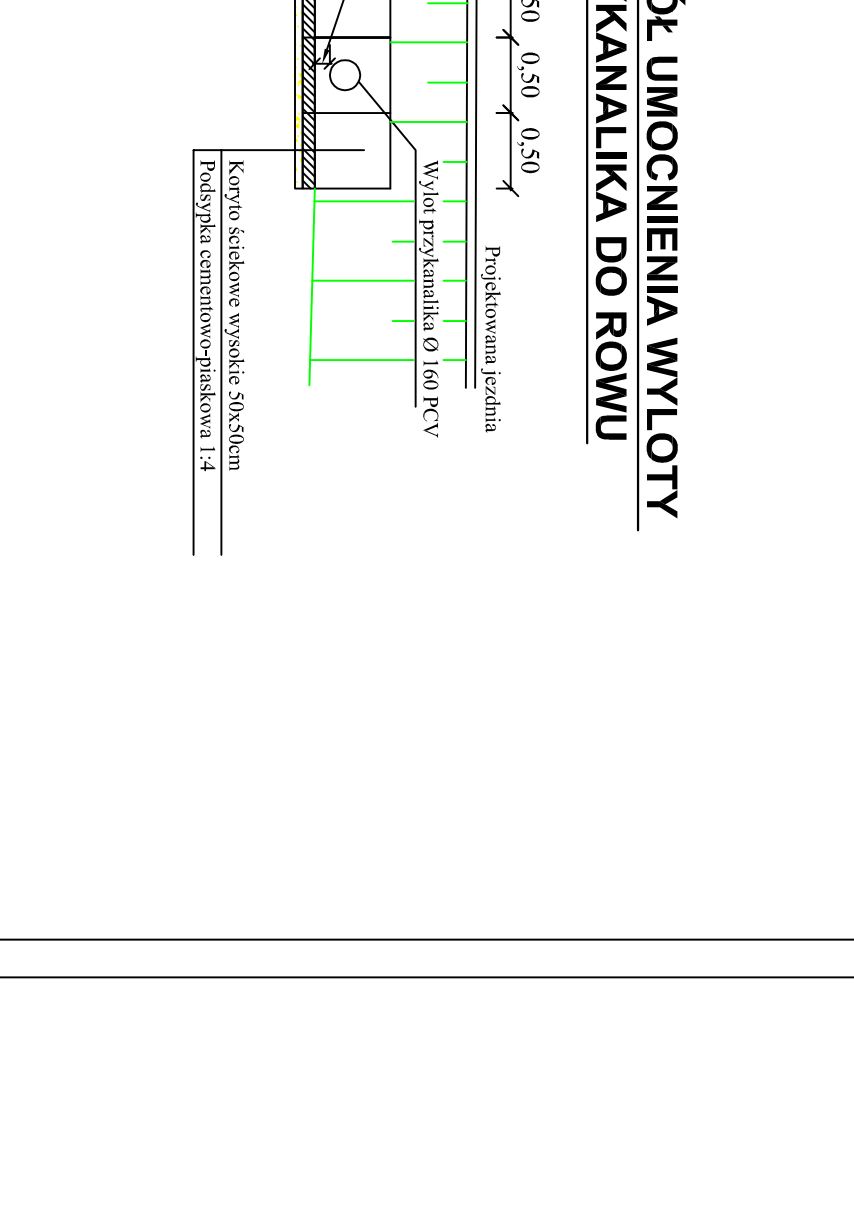 ÓŁ UMOCNIENIA WYLOTY
KANALIKA DO ROWU
50
0,50
0,50
Projektowana jezdnia
Wylot przykanalika Ø 160 PCV
Koryto ściekowe wysokie 50x50cm
Podsypka cementowo-piaskowa 1:4